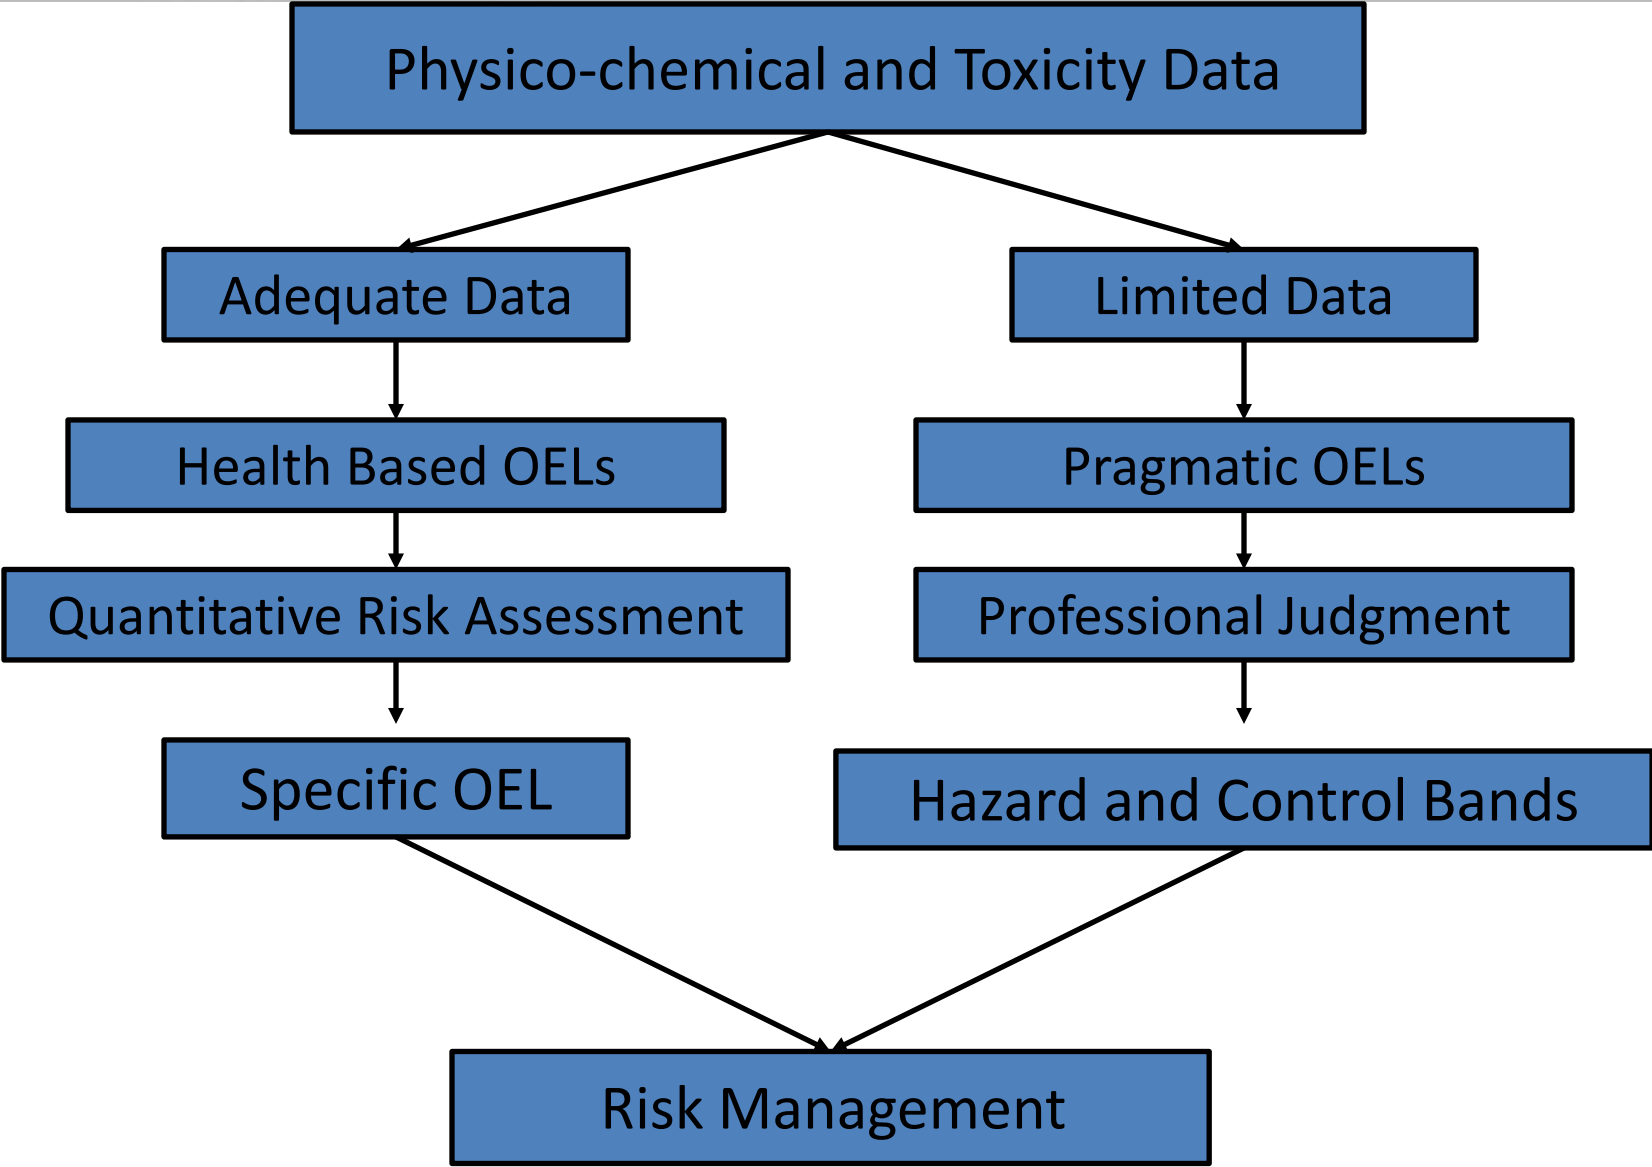 Physico-chemical and Toxicity Data
Adequate Data
Limited Data
Health Based OELs
Pragmatic OELs
Quantitative Risk Assessment
Professional Judgment
Specific OEL
Hazard and Control Bands
Risk Management